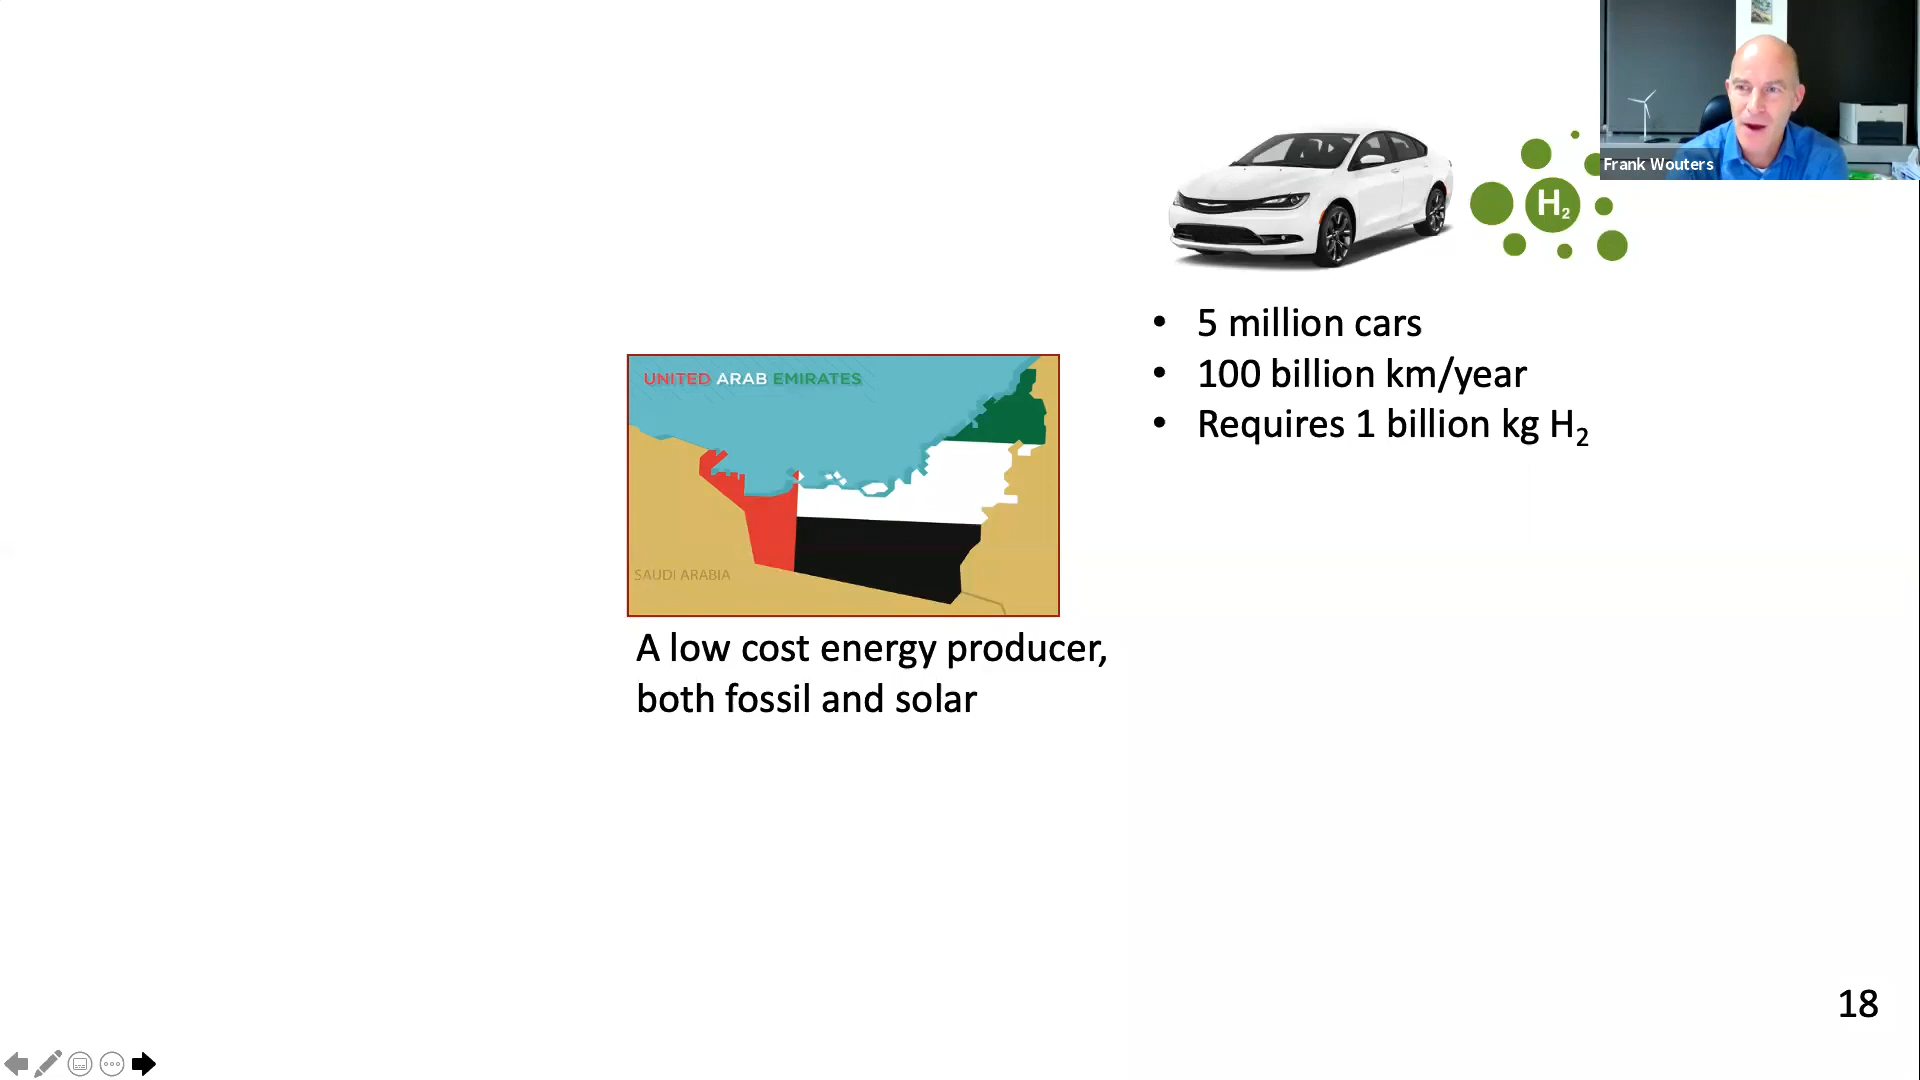 Frank Wouters
H₂
• 5 million cars
• 100 billion km/year
• Requires 1 billion kg H₂
UNITED ARAB EMIRATES
SAUDI ARABIA
A low cost energy producer,
both fossil and solar
18